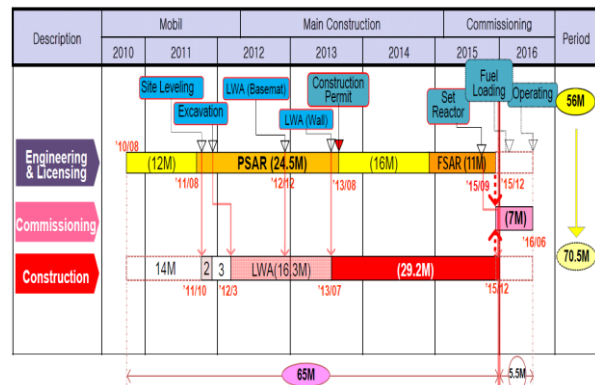 Description
Mobil
Main Construction
Commissioning
Period
2010
2011
2012
2013
2014
2015
2016
Site Leveling
Excavation
LWA (Basemat)
LWA (Wall)
Construction
Permit
Set
Reactor
Fuel
Loading
Operating
56M
Engineering
& Licensing
'10/08
(12M)
PSAR (24.5M)
(16M)
FSAR (11M)
'11/08
'12/12
'13/08
'15/09
'15/12
Commissioning
(7M)
'16/06
Construction
14M
2
3
LWA(16.3M)
(29.2M)
70.5M
'11/10
'12/3
'13/07
'15/12
65M
5.5M